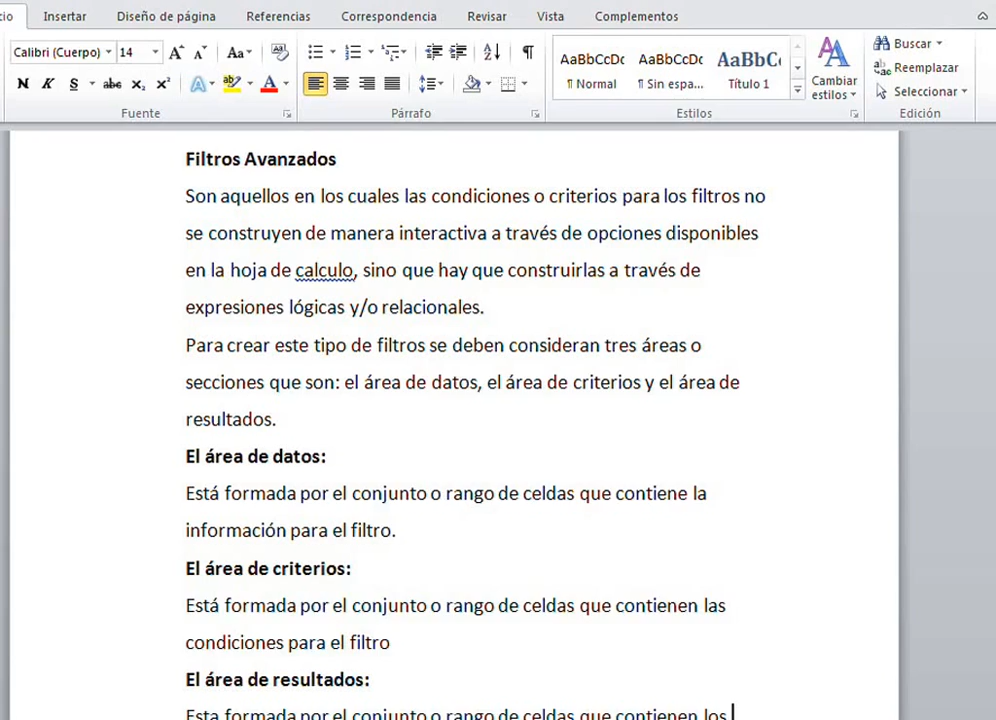 Insertar Diseño de página Referencias Correspondencia Revisar Vista Complementos
Calibri (Cuerpo) 14 Aa AaBbCcDc AaBbCcDc AaBbC Buscar
Reemplazar
N K S abc x₂ x² A ab A ¶ Normal ¶ Sin espa... Título 1 Cambiar estilos Seleccionar
Fuente Párrafo Estilos Edición
Filtros Avanzados
Son aquellos en los cuales las condiciones o criterios para los filtros no
se construyen de manera interactiva a través de opciones disponibles
en la hoja de calculo, sino que hay que construirlas a través de
expresiones lógicas y/o relacionales.
Para crear este tipo de filtros se deben consideran tres áreas o
secciones que son: el área de datos, el área de criterios y el área de
resultados.
El área de datos:
Está formada por el conjunto o rango de celdas que contiene la
información para el filtro.
El área de criterios:
Está formada por el conjunto o rango de celdas que contienen las
condiciones para el filtro
El área de resultados:
Esta formada por el conjunto o rango de celdas que contienen los